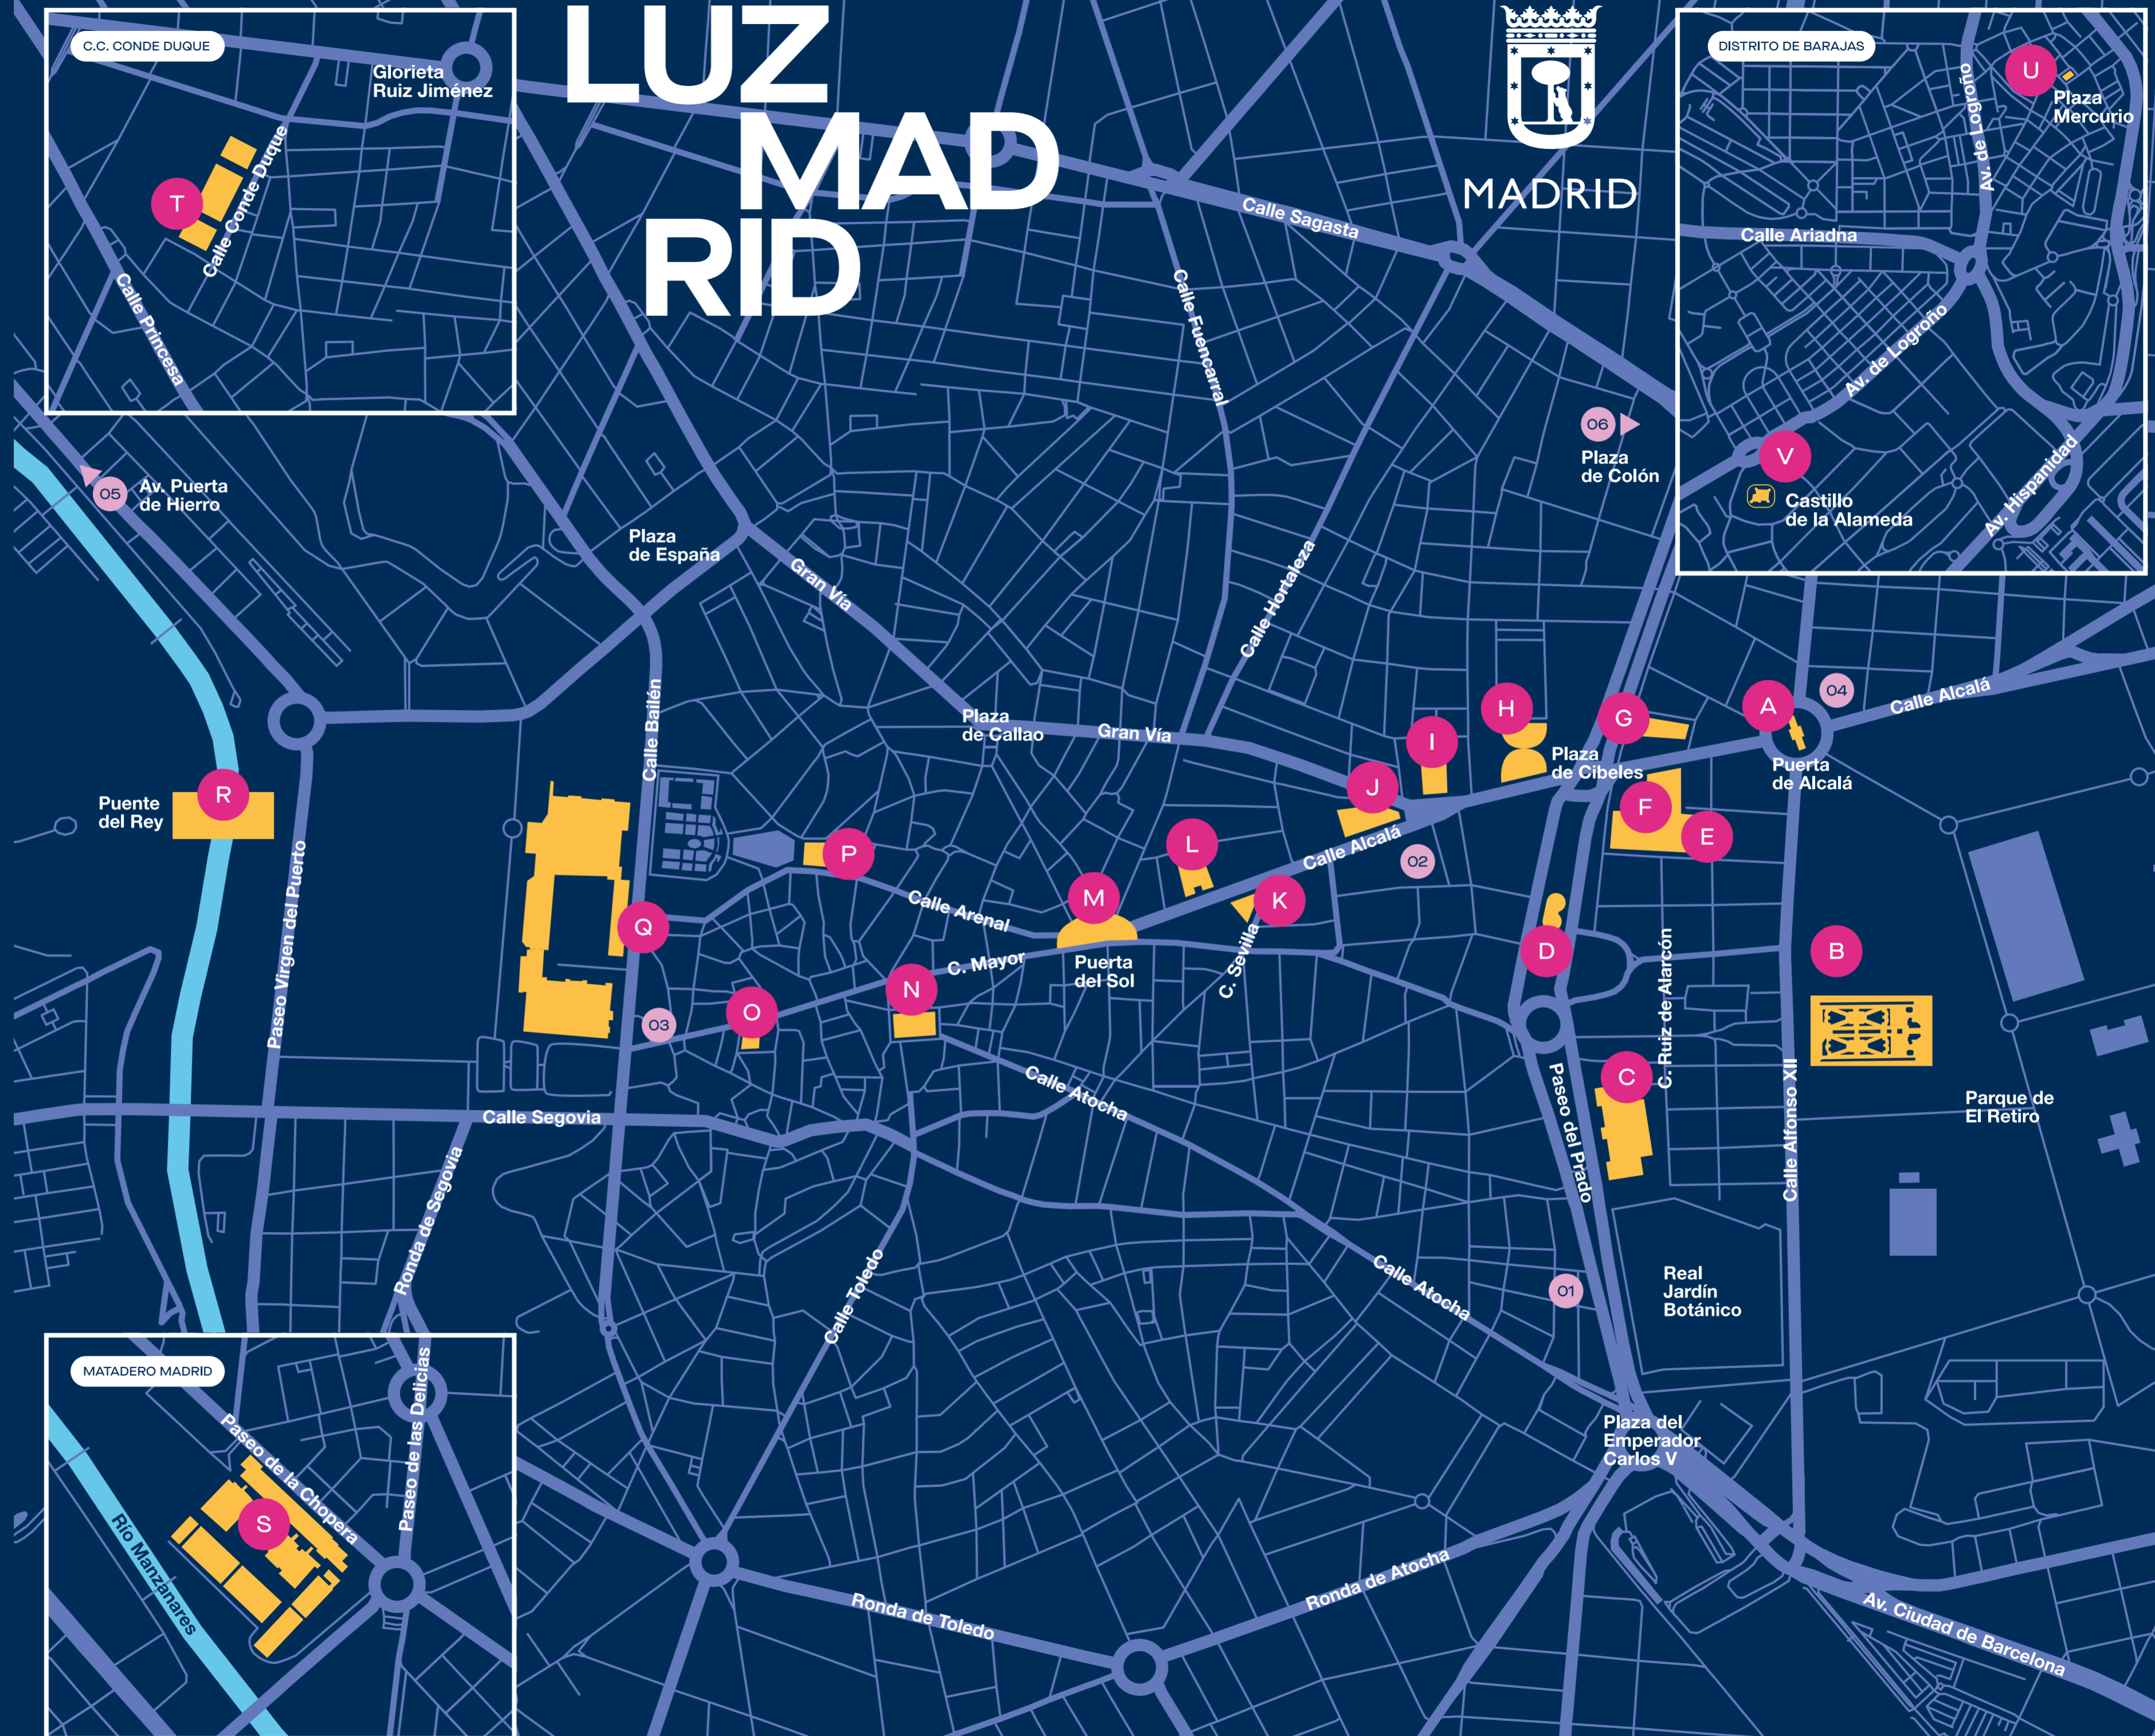 LUZ
MAD
RID
MADRID
C.C. CONDE DUQUE
Glorieta
Ruiz Jiménez
T
Calle Conde Duque
Calle Princesa
DISTRITO DE BARAJAS
U
Plaza
Mercurio
Av. de Logroño
Calle Ariadna
Av. de Logroño
V
Castillo
de la Alameda
Av. Hispanidad
Calle Sagasta
Calle Fuencarral
06
Plaza
de Colón
05
Av. Puerta
de Hierro
Plaza
de España
Gran Vía
Calle Hortaleza
Calle Bailén
Plaza
de Callao
Gran Vía
H
G
A
04
Calle Alcalá
I
Plaza
de Cibeles
Puerta
de Alcalá
J
F
E
R
Puente
del Rey
L
Calle Alcalá
02
P
Calle Arenal
M
K
Q
C. Mayor
Puerta
del Sol
C. Sevilla
D
B
N
O
03
Paseo Virgen del Puerto
C. Ruiz de Alarcón
C
Calle Atocha
Calle Segovia
Paseo del Prado
Calle Alfonso XII
Parque de
El Retiro
Ronda de Segovia
Calle Toledo
Calle Atocha
01
Real
Jardín
Botánico
MATADERO MADRID
Paseo de las Delicias
Paseo de la Chopera
S
Río Manzanares
Plaza del
Emperador
Carlos V
Ronda de Toledo
Ronda de Atocha
Av. Ciudad de Barcelona